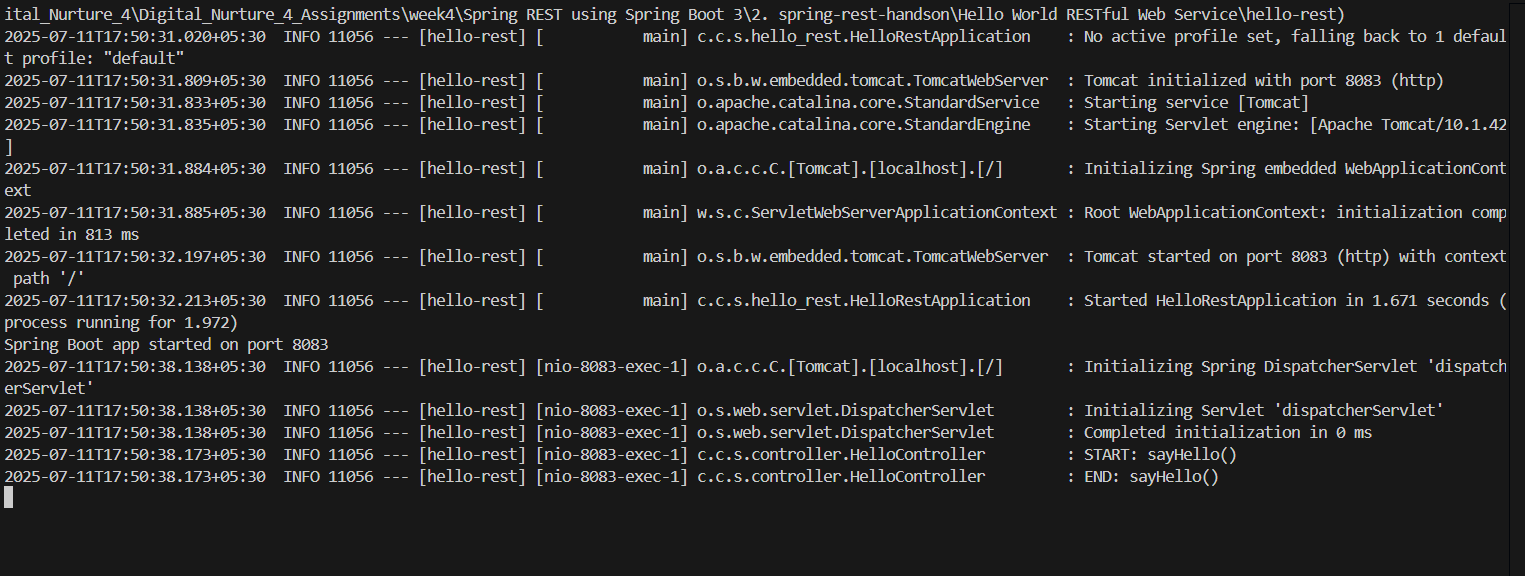 ital_Nurture_4\Digital_Nurture_4_Assignments\week4\Spring REST using Spring Boot 3\2. spring-rest-handson\Hello World RESTful Web Service\hello-rest)
2025-07-11T17:50:31.020+05:30  INFO 11056 --- [hello-rest] [           main] c.c.s.hello_rest.HelloRestApplication    : No active profile set, falling back to 1 defaul
t profile: "default"
2025-07-11T17:50:31.809+05:30  INFO 11056 --- [hello-rest] [           main] o.s.b.w.embedded.tomcat.TomcatWebServer  : Tomcat initialized with port 8083 (http)
2025-07-11T17:50:31.833+05:30  INFO 11056 --- [hello-rest] [           main] o.apache.catalina.core.StandardService   : Starting service [Tomcat]
2025-07-11T17:50:31.835+05:30  INFO 11056 --- [hello-rest] [           main] o.apache.catalina.core.StandardEngine    : Starting Servlet engine: [Apache Tomcat/10.1.42
]
2025-07-11T17:50:31.884+05:30  INFO 11056 --- [hello-rest] [           main] o.a.c.c.C.[Tomcat].[localhost].[/]       : Initializing Spring embedded WebApplicationCont
ext
2025-07-11T17:50:31.885+05:30  INFO 11056 --- [hello-rest] [           main] w.s.c.ServletWebServerApplicationContext : Root WebApplicationContext: initialization comp
leted in 813 ms
2025-07-11T17:50:32.197+05:30  INFO 11056 --- [hello-rest] [           main] o.s.b.w.embedded.tomcat.TomcatWebServer  : Tomcat started on port 8083 (http) with context
 path '/'
2025-07-11T17:50:32.213+05:30  INFO 11056 --- [hello-rest] [           main] c.c.s.hello_rest.HelloRestApplication    : Started HelloRestApplication in 1.671 seconds (
process running for 1.972)
Spring Boot app started on port 8083
2025-07-11T17:50:38.138+05:30  INFO 11056 --- [hello-rest] [nio-8083-exec-1] o.a.c.c.C.[Tomcat].[localhost].[/]       : Initializing Spring DispatcherServlet 'dispatch
erServlet'
2025-07-11T17:50:38.138+05:30  INFO 11056 --- [hello-rest] [nio-8083-exec-1] o.s.web.servlet.DispatcherServlet        : Initializing Servlet 'dispatcherServlet'
2025-07-11T17:50:38.138+05:30  INFO 11056 --- [hello-rest] [nio-8083-exec-1] o.s.web.servlet.DispatcherServlet        : Completed initialization in 0 ms
2025-07-11T17:50:38.173+05:30  INFO 11056 --- [hello-rest] [nio-8083-exec-1] c.c.s.controller.HelloController         : START: sayHello()
2025-07-11T17:50:38.173+05:30  INFO 11056 --- [hello-rest] [nio-8083-exec-1] c.c.s.controller.HelloController         : END: sayHello()